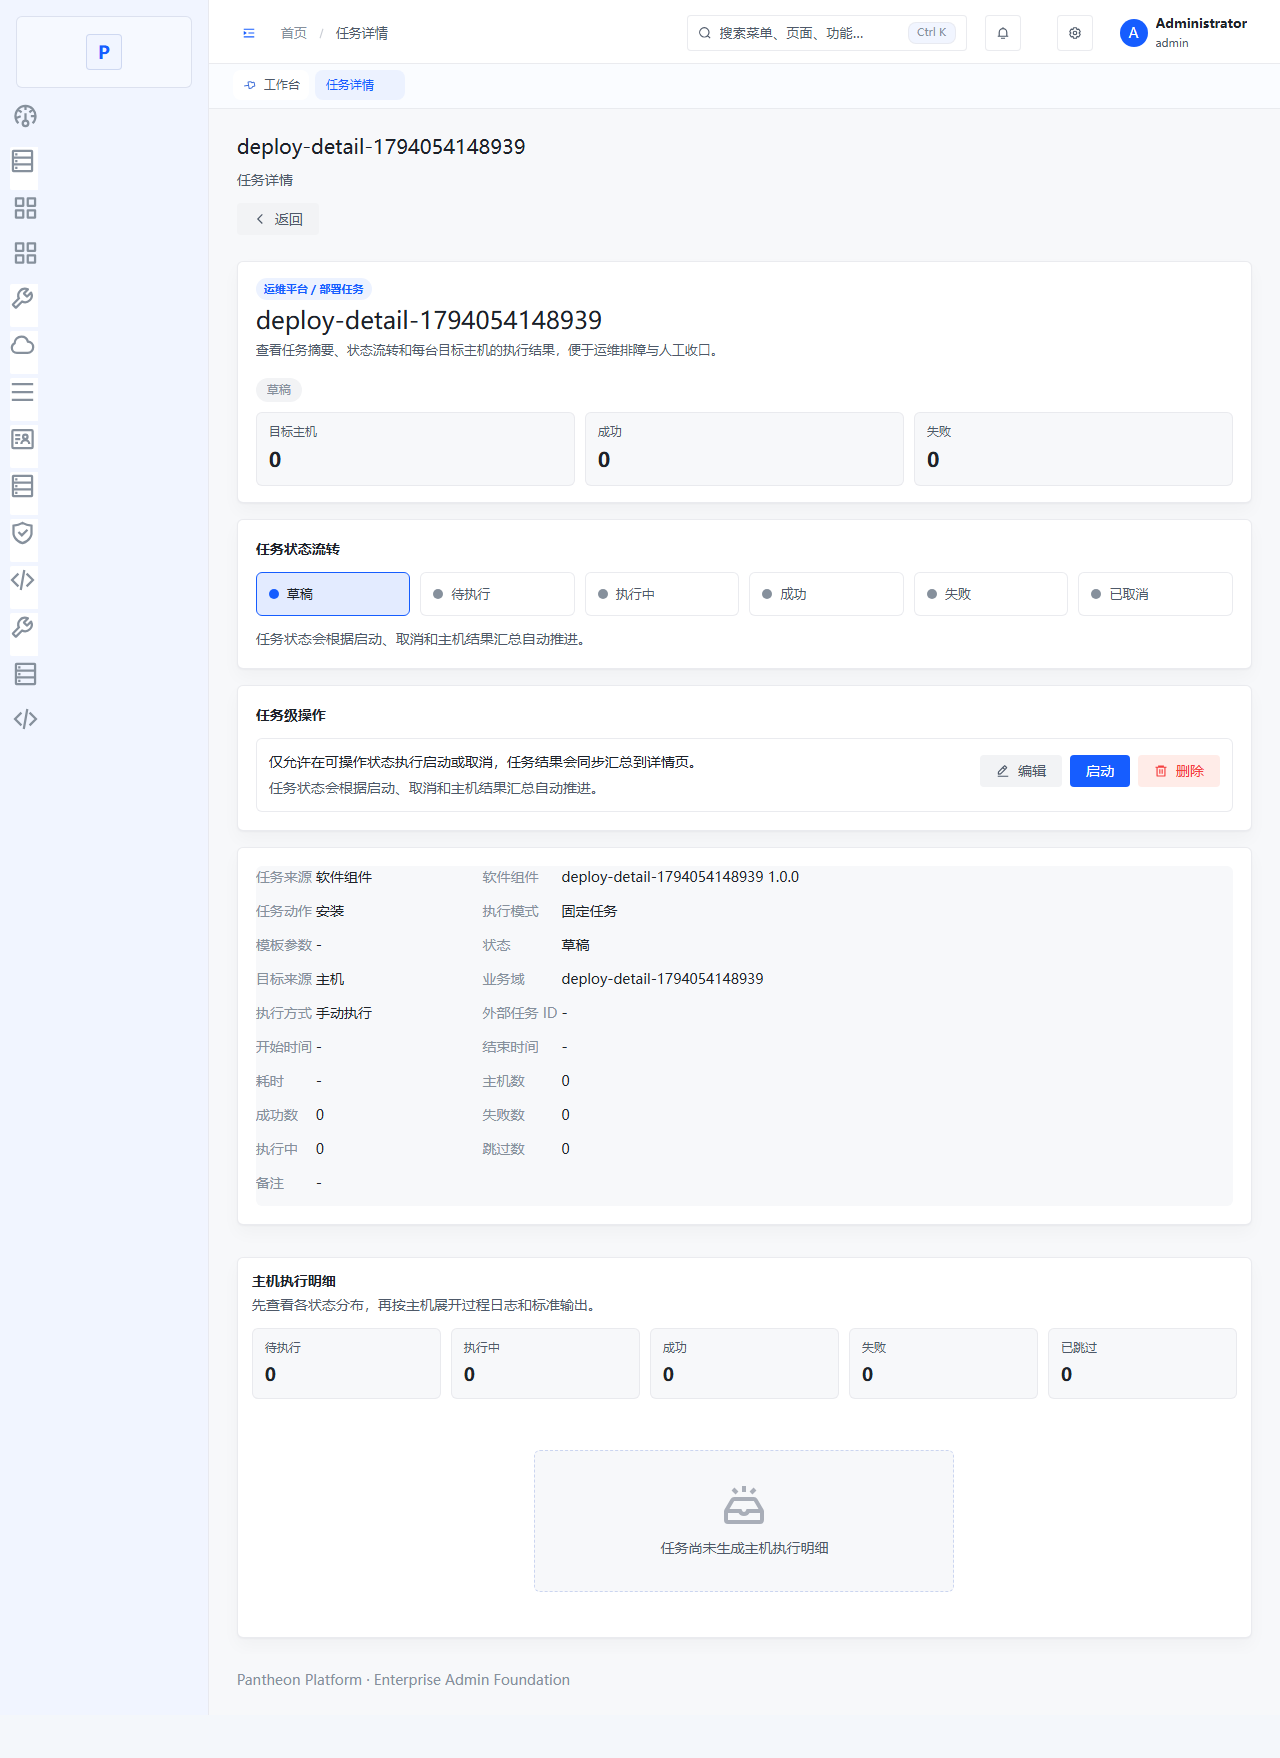 P
首页 / 任务详情
搜索菜单、页面、功能... Ctrl K
A Administrator
admin
工作台 任务详情
deploy-detail-1794054148939
任务详情
返回
运维平台 / 部署任务
deploy-detail-1794054148939
查看任务摘要、状态流转和每台目标主机的执行结果，便于运维排障与人工收口。
草稿
目标主机 成功 失败
0 0 0
任务状态流转
草稿 待执行 执行中 成功 失败 已取消
任务状态会根据启动、取消和主机结果汇总自动推进。
任务级操作
仅允许在可操作状态执行启动或取消，任务结果会同步汇总到详情页。
任务状态会根据启动、取消和主机结果汇总自动推进。
编辑 启动 删除
任务来源 软件组件 软件组件 deploy-detail-1794054148939 1.0.0
任务动作 安装 执行模式 固定任务
模板参数 - 状态 草稿
目标来源 主机 业务域 deploy-detail-1794054148939
执行方式 手动执行 外部任务 ID -
开始时间 - 结束时间 -
耗时 - 主机数 0
成功数 0 失败数 0
执行中 0 跳过数 0
备注 -
主机执行明细
先查看各状态分布，再按主机展开过程日志和标准输出。
待执行 执行中 成功 失败 已跳过
0 0 0 0 0
任务尚未生成主机执行明细
Pantheon Platform · Enterprise Admin Foundation